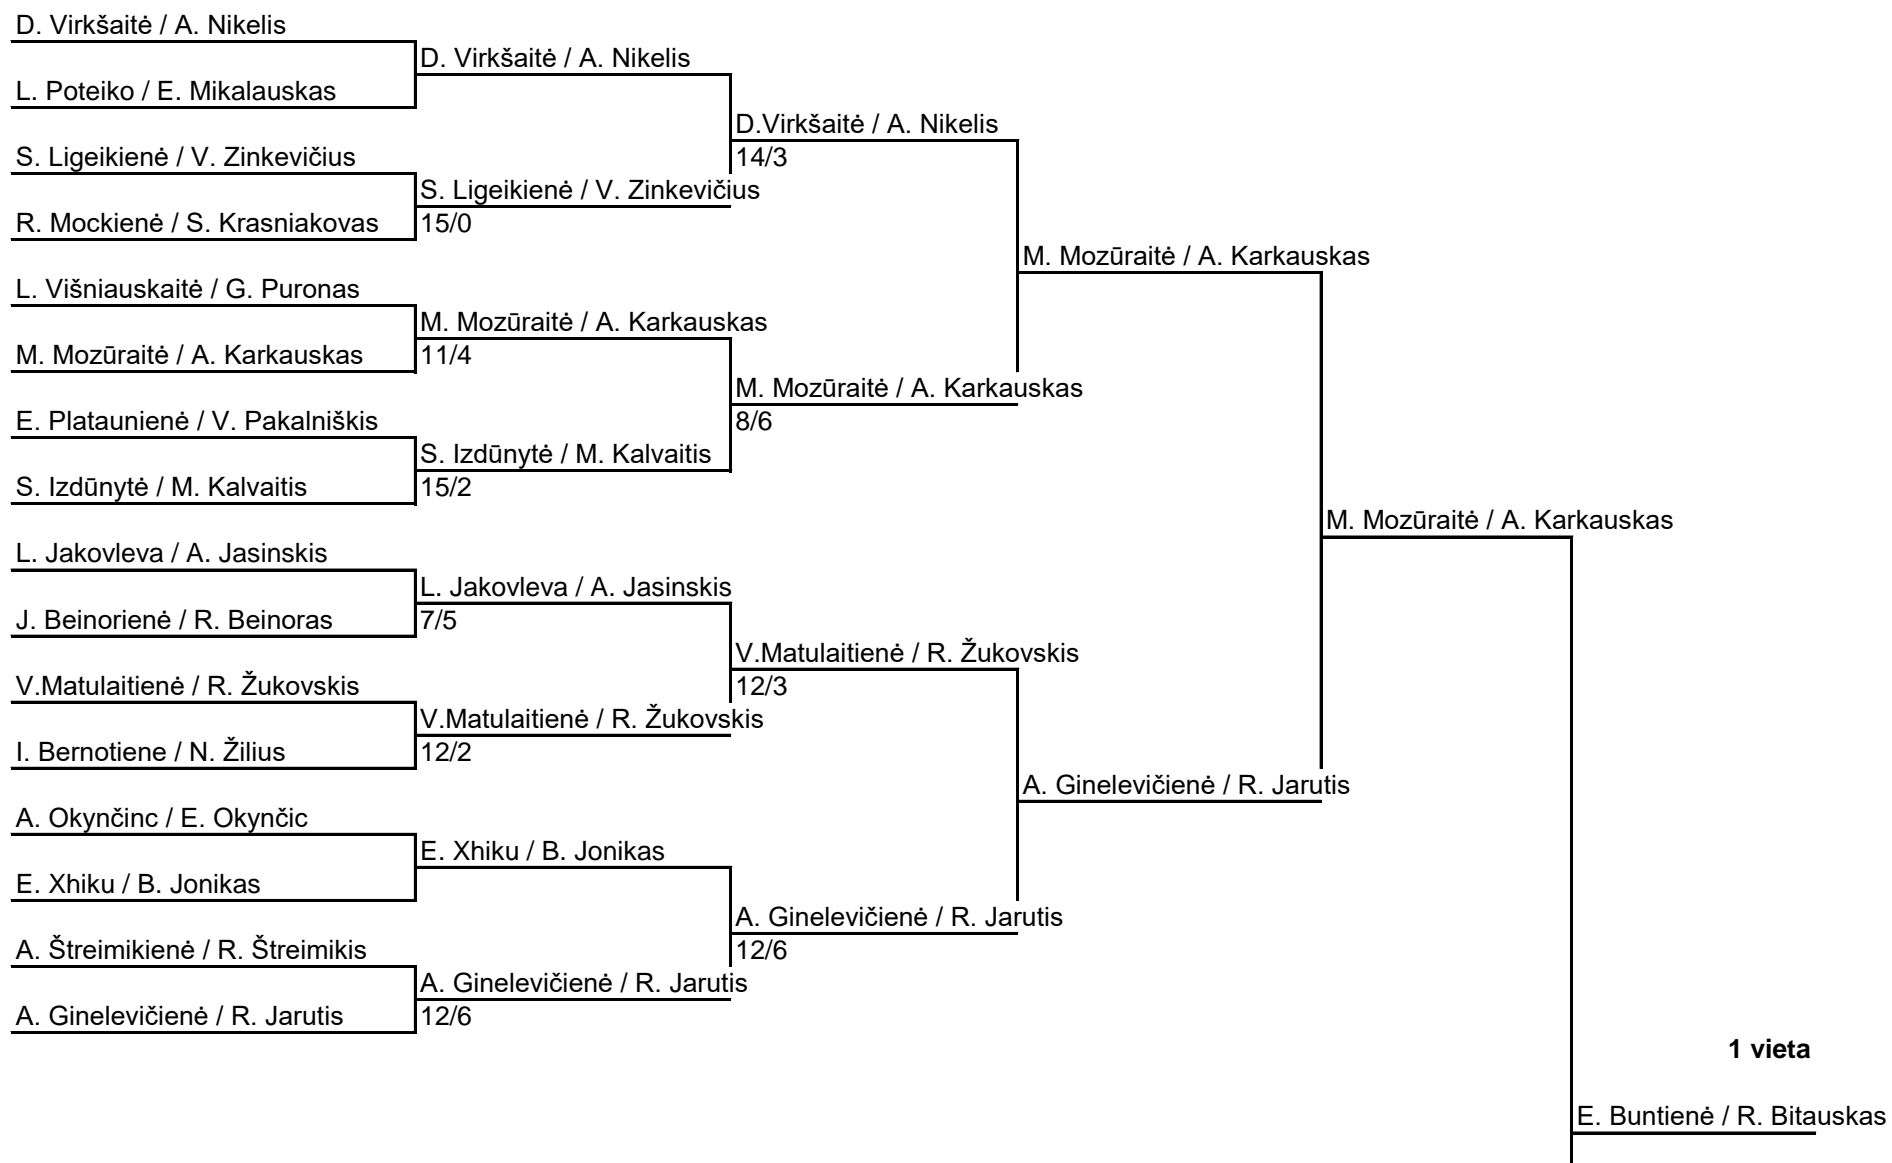 D. Virkšaitė / A. Nikelis
D. Virkšaitė / A. Nikelis
L. Poteiko / E. Mikalauskas
D.Virkšaitė / A. Nikelis
14/3
S. Ligeikienė / V. Zinkevičius
S. Ligeikienė / V. Zinkevičius
R. Mockienė / S. Krasniakovas
15/0
M. Mozūraitė / A. Karkauskas
L. Višniauskaitė / G. Puronas
M. Mozūraitė / A. Karkauskas
M. Mozūraitė / A. Karkauskas
11/4
M. Mozūraitė / A. Karkauskas
8/6
E. Plataunienė / V. Pakalniškis
S. Izdūnytė / M. Kalvaitis
S. Izdūnytė / M. Kalvaitis
15/2
M. Mozūraitė / A. Karkauskas
L. Jakovleva / A. Jasinskis
L. Jakovleva / A. Jasinskis
J. Beinorienė / R. Beinoras
7/5
V.Matulaitienė / R. Žukovskis
12/3
V.Matulaitienė / R. Žukovskis
V.Matulaitienė / R. Žukovskis
I. Bernotiene / N. Žilius
12/2
A. Ginelevičienė / R. Jarutis
A. Okynčinc / E. Okynčic
E. Xhiku / B. Jonikas
E. Xhiku / B. Jonikas
A. Ginelevičienė / R. Jarutis
12/6
A. Štreimikienė / R. Štreimikis
A. Ginelevičienė / R. Jarutis
A. Ginelevičienė / R. Jarutis
12/6
1 vieta
E. Buntienė / R. Bitauskas